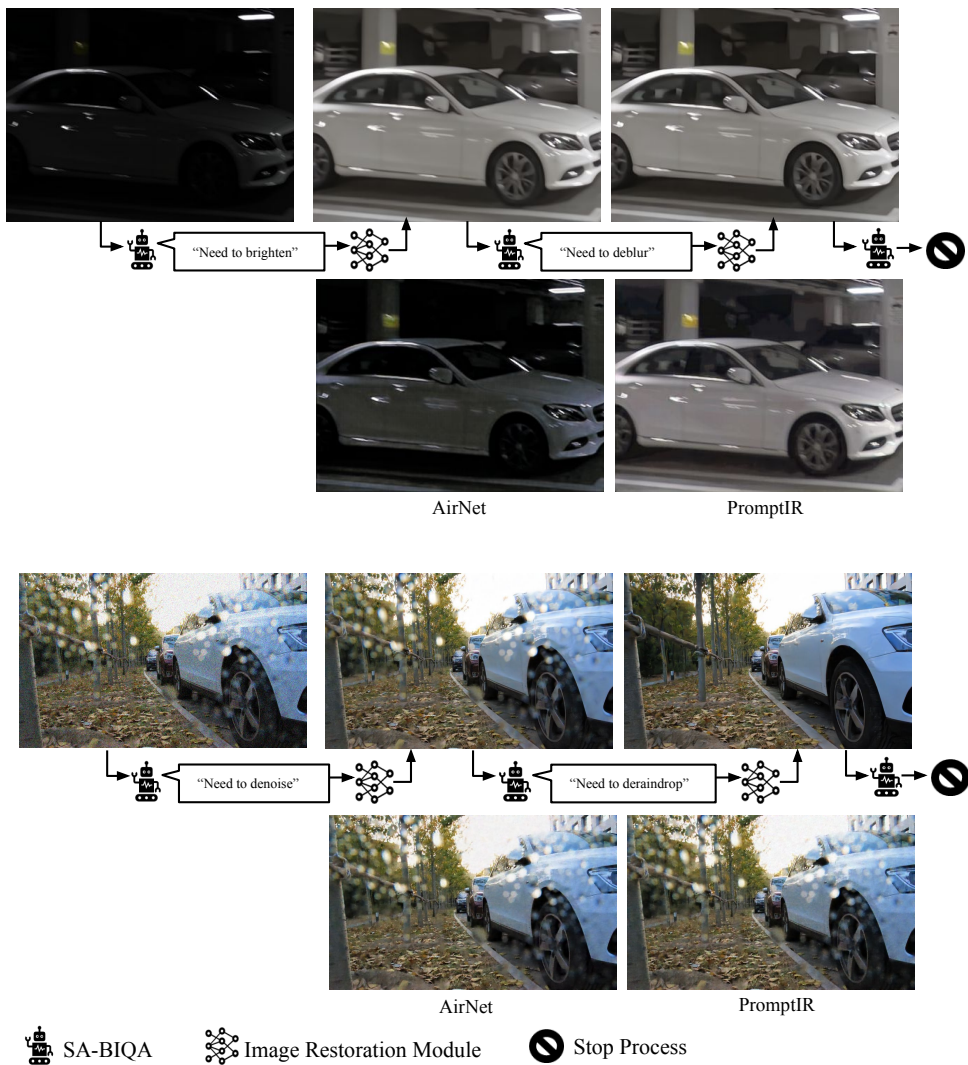 “Need to brighten”
“Need to deblur”
AirNet
PromptIR
“Need to denoise”
“Need to deraindrop”
AirNet
PromptIR
SA-BIQA
Image Restoration Module
Stop Process